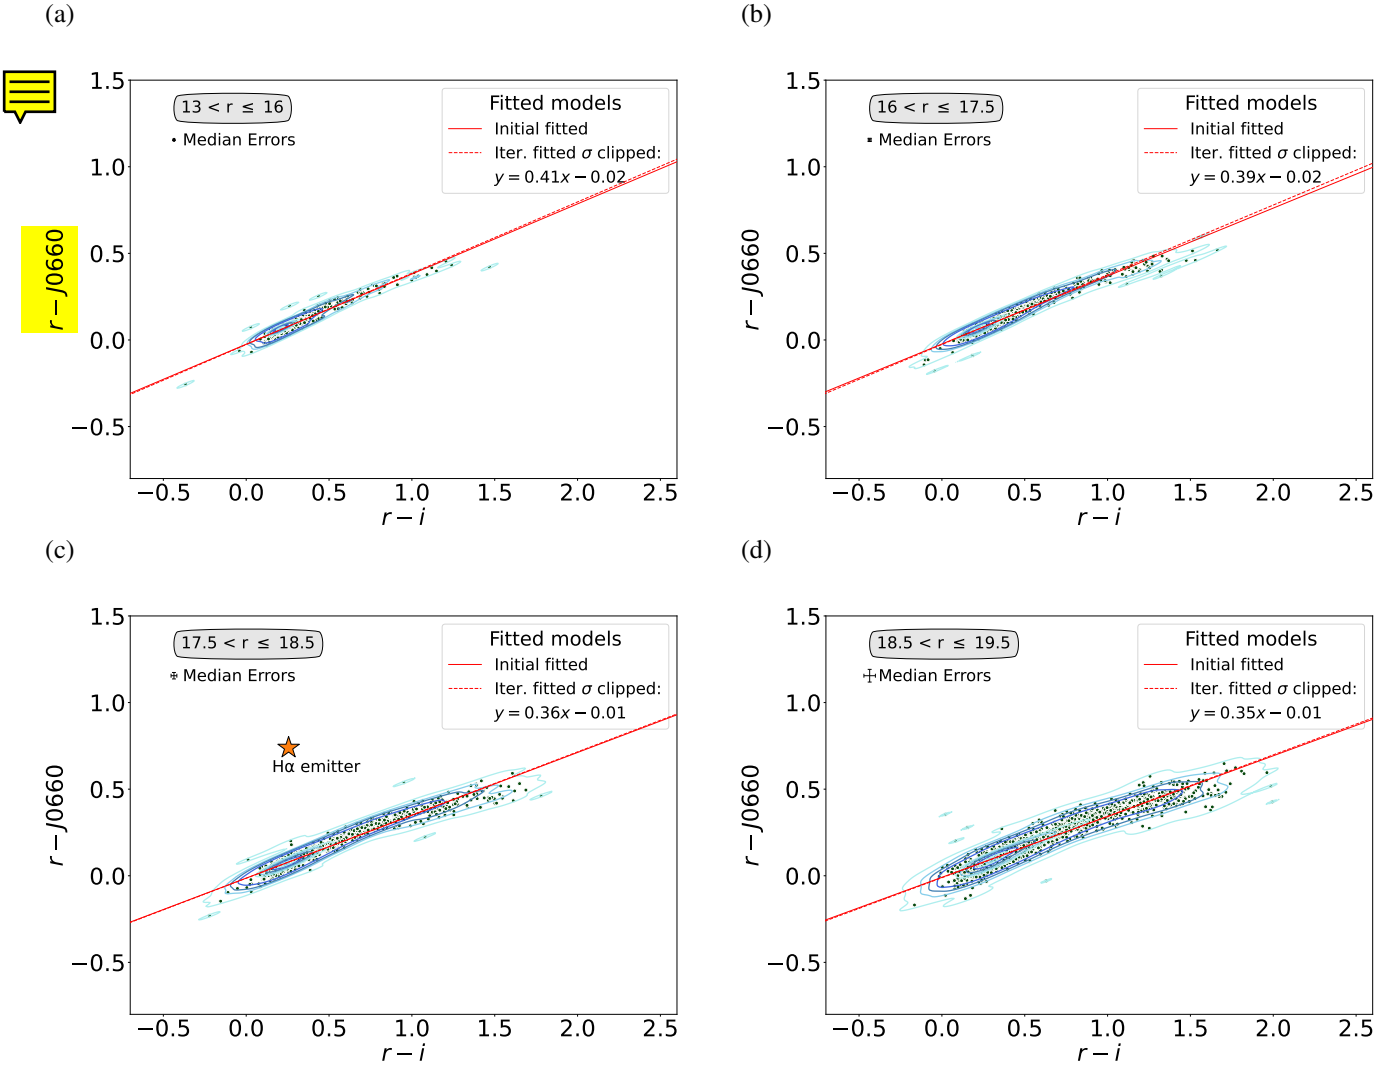 (a)
13 < r ≤ 16
Median Errors
Fitted models
Initial fitted
Iter. fitted σ clipped:
y = 0.41x − 0.02
1.5
1.0
0.5
0.0
−0.5
r − J0660
−0.5 0.0 0.5 1.0 1.5 2.0 2.5
r − i
(b)
16 < r ≤ 17.5
Median Errors
Fitted models
Initial fitted
Iter. fitted σ clipped:
y = 0.39x − 0.02
1.5
1.0
0.5
0.0
−0.5
r − J0660
−0.5 0.0 0.5 1.0 1.5 2.0 2.5
r − i
(c)
17.5 < r ≤ 18.5
Median Errors
Fitted models
Initial fitted
Iter. fitted σ clipped:
y = 0.36x − 0.01
Hα emitter
1.5
1.0
0.5
0.0
−0.5
r − J0660
−0.5 0.0 0.5 1.0 1.5 2.0 2.5
r − i
(d)
18.5 < r ≤ 19.5
Median Errors
Fitted models
Initial fitted
Iter. fitted σ clipped:
y = 0.35x − 0.01
1.5
1.0
0.5
0.0
−0.5
r − J0660
−0.5 0.0 0.5 1.0 1.5 2.0 2.5
r − i